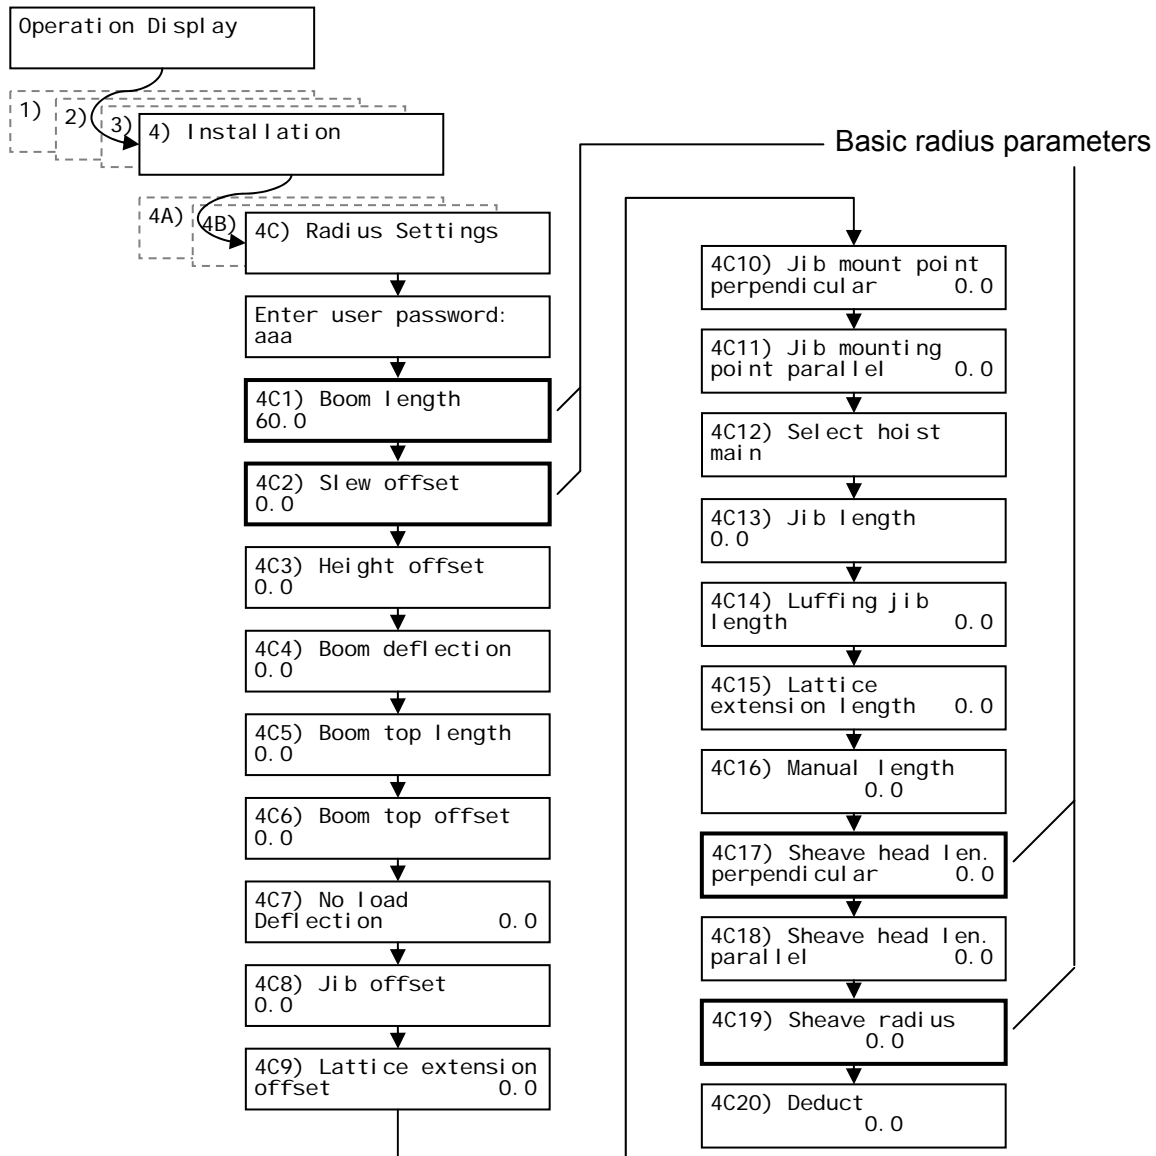 Operation Display
1)
2)
3)
4) Installation
Basic radius parameters
4A)
4B)
4C) Radius Settings
Enter user password:
aaa
4C1) Boom length
60.0
4C2) Slew offset
0.0
4C3) Height offset
0.0
4C4) Boom deflection
0.0
4C5) Boom top length
0.0
4C6) Boom top offset
0.0
4C7) No load
Deflection 0.0
4C8) Jib offset
0.0
4C9) Lattice extension
offset 0.0
4C10) Jib mount point
perpendicular 0.0
4C11) Jib mounting
point parallel 0.0
4C12) Select hoist
main
4C13) Jib length
0.0
4C14) Luffing jib
length 0.0
4C15) Lattice
extension length 0.0
4C16) Manual length
0.0
4C17) Sheave head len.
perpendicular 0.0
4C18) Sheave head len.
parallel 0.0
4C19) Sheave radius
0.0
4C20) Deduct
0.0